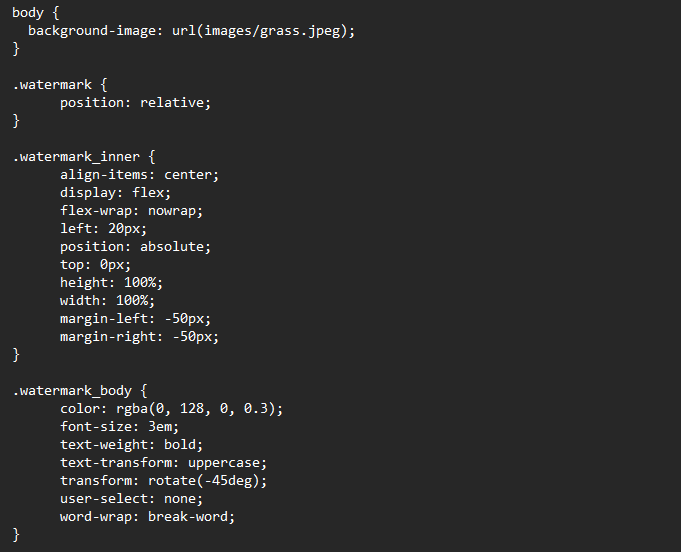 body {
  background-image: url(images/grass.jpeg);
}

.watermark {
      position: relative;
}

.watermark_inner {
      align-items: center;
      display: flex;
      flex-wrap: nowrap;
      left: 20px;
      position: absolute;
      top: 0px;
      height: 100%;
      width: 100%;
      margin-left: -50px;
      margin-right: -50px;
}

.watermark_body {
      color: rgba(0, 128, 0, 0.3);
      font-size: 3em;
      text-weight: bold;
      text-transform: uppercase;
      transform: rotate(-45deg);
      user-select: none;
      word-wrap: break-word;
}